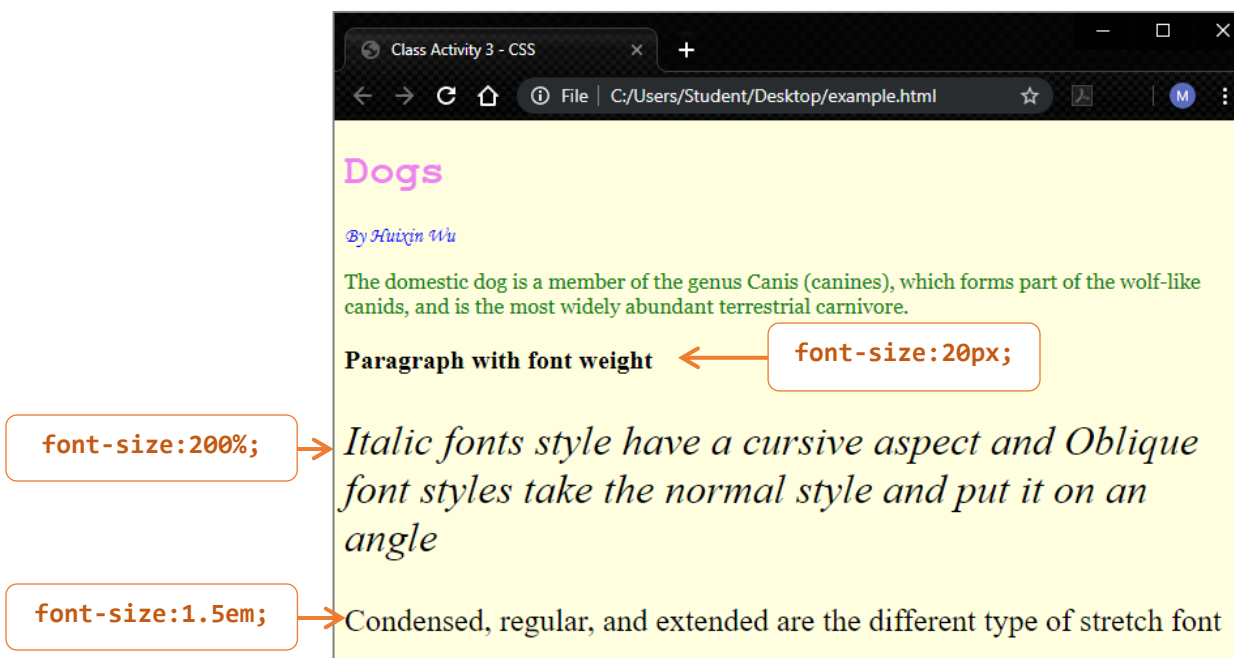 Class Activity 3 - CSS
File | C:/Users/Student/Desktop/example.html
M
Dogs
By Huixin Wu
The domestic dog is a member of the genus Canis (canines), which forms part of the wolf-like
canids, and is the most widely abundant terrestrial carnivore.
Paragraph with font weight
font-size:20px;
font-size:200%;
Italic fonts style have a cursive aspect and Oblique
font styles take the normal style and put it on an
angle
font-size:1.5em;
Condensed, regular, and extended are the different type of stretch font